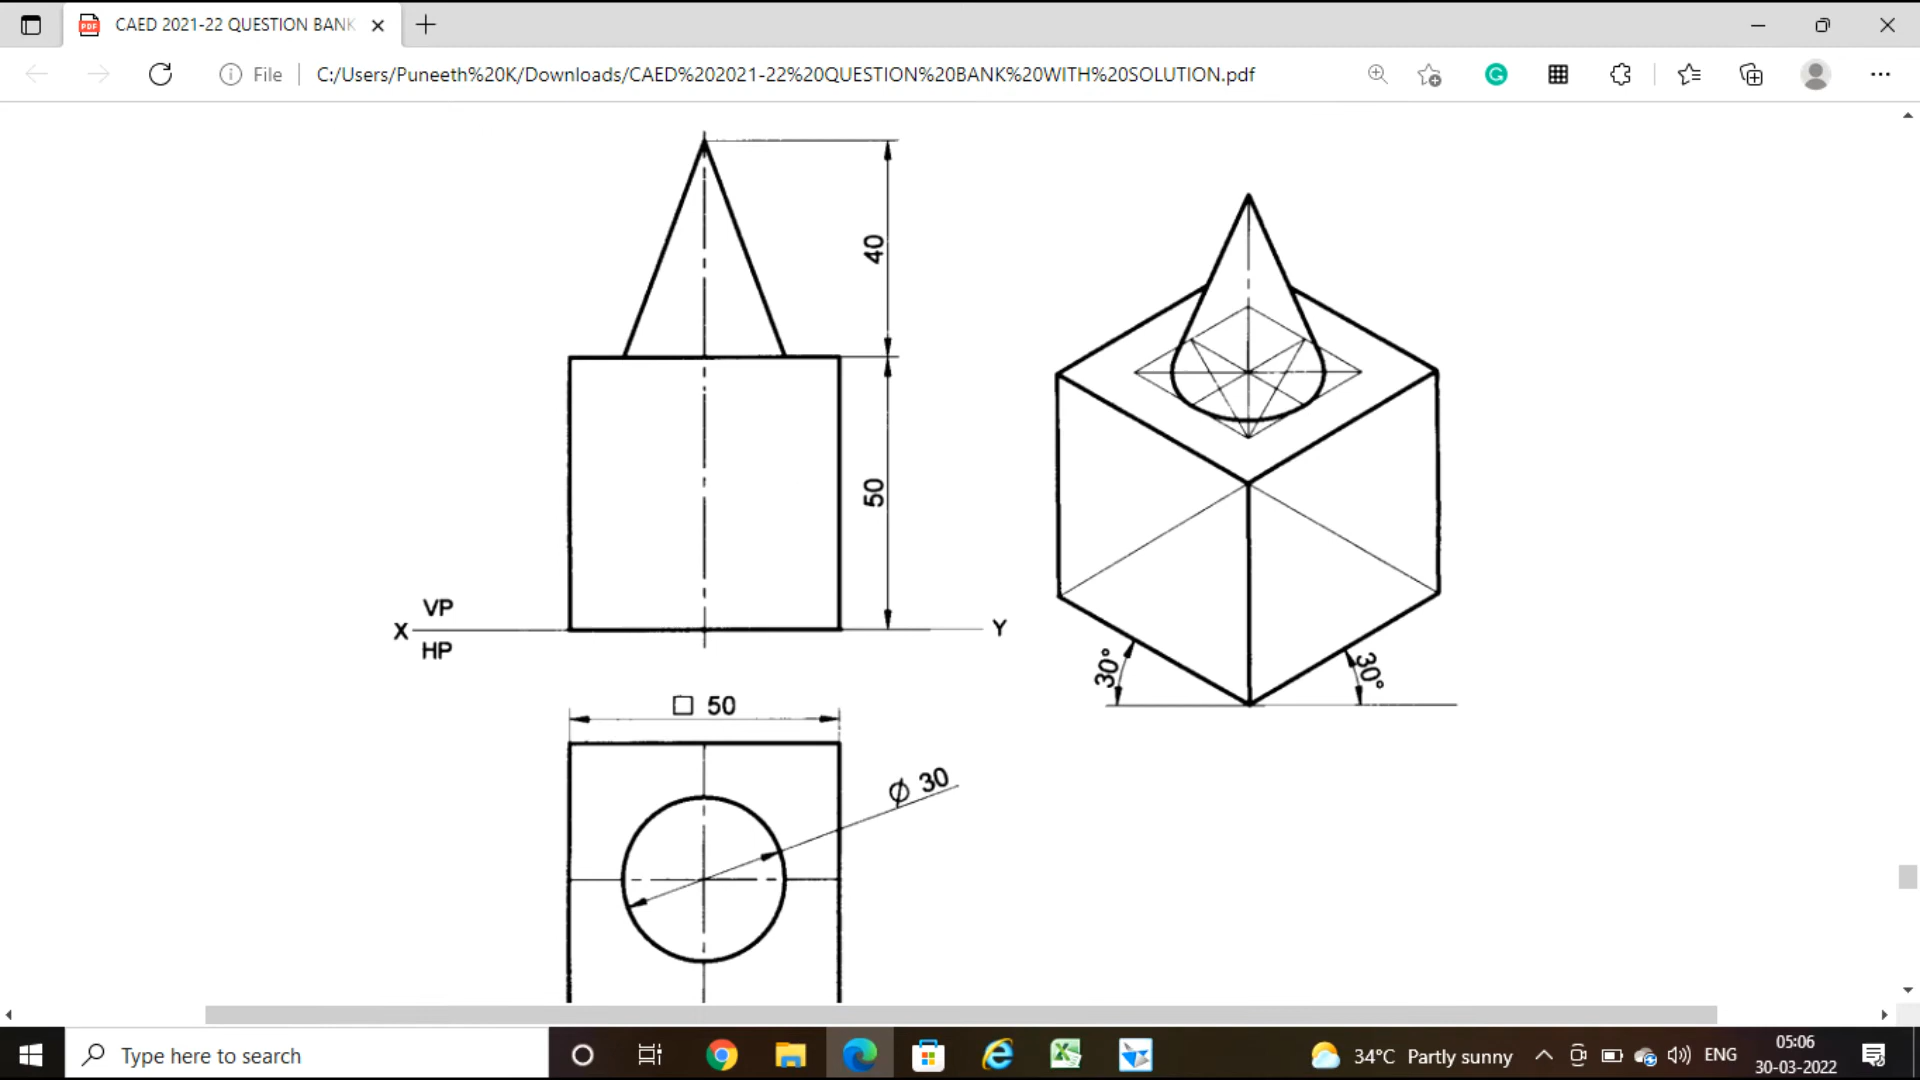 CAED 2021-22 QUESTION BANK
PDF
File
C:/Users/Puneeth%20K/Downloads/CAED%202021-22%20QUESTION%20BANK%20WITH%20SOLUTION.pdf
40
50
VP
X
Y
HP
30°
30°
□ 50
Ø 30
Type here to search
34°C Partly sunny
ENG
05:06
30-03-2022